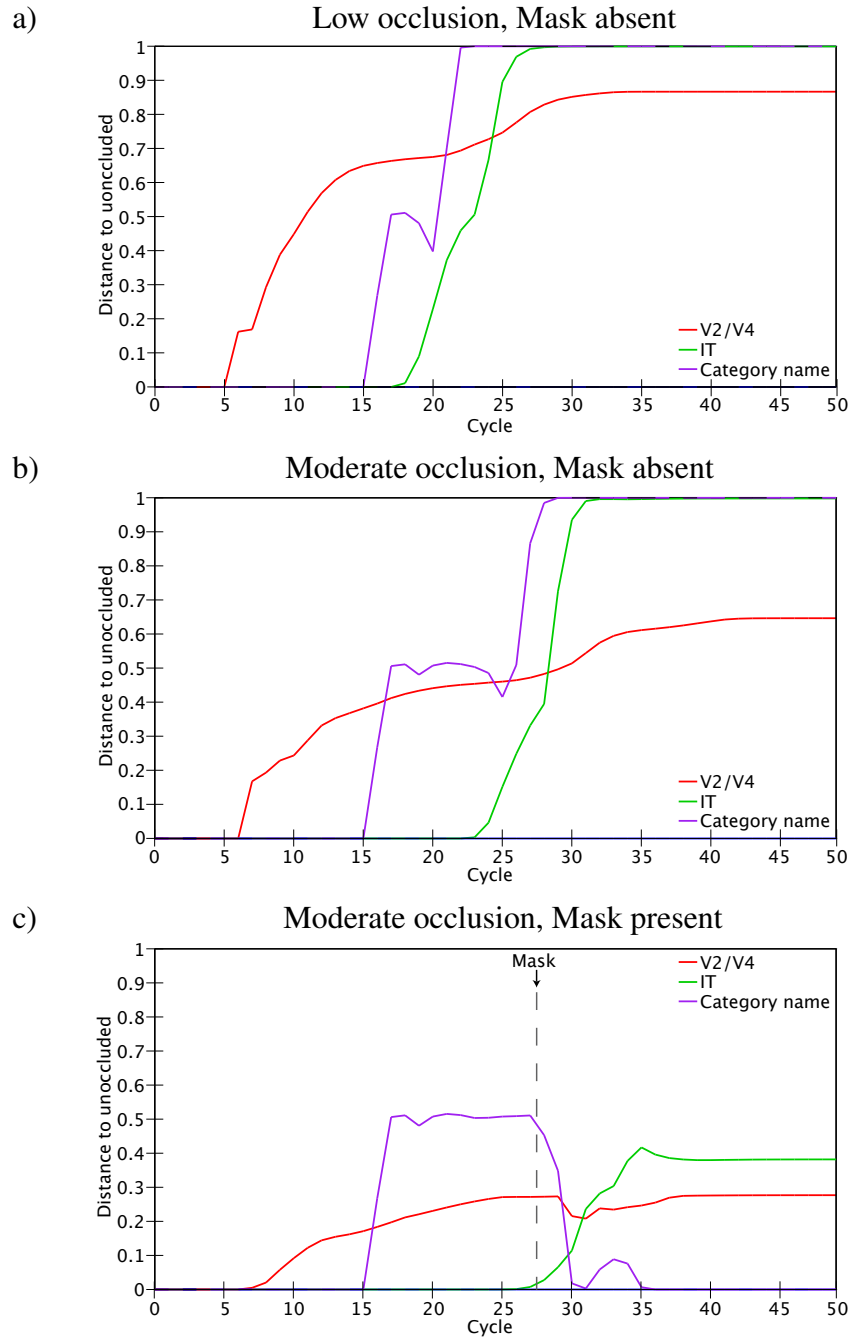 a) Low occlusion, Mask absent
1
0.9
0.8
0.7
0.6
0.5
0.4
0.3
0.2
0.1
0
Distance to uonccluded
V2/V4
IT
Category name
0 5 10 15 20 25 30 35 40 45 50
Cycle
b) Moderate occlusion, Mask absent
1
0.9
0.8
0.7
0.6
0.5
0.4
0.3
0.2
0.1
0
Distance to unoccluded
V2/V4
IT
Category name
0 5 10 15 20 25 30 35 40 45 50
Cycle
c) Moderate occlusion, Mask present
1
0.9
0.8
0.7
0.6
0.5
0.4
0.3
0.2
0.1
0
Distance to unoccluded
Mask
V2/V4
IT
Category name
0 5 10 15 20 25 30 35 40 45 50
Cycle